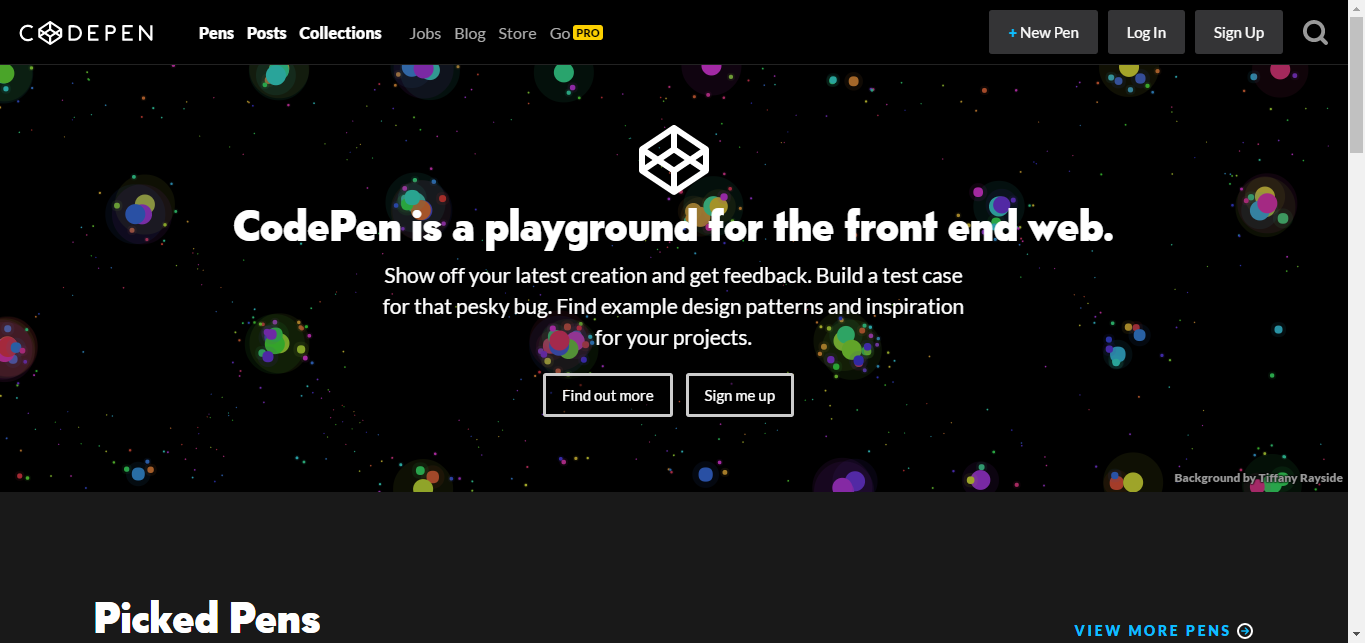 CODEPEN Pens Posts Collections Jobs Blog Store Go PRO + New Pen Log In Sign Up
CodePen is a playground for the front end web.
Show off your latest creation and get feedback. Build a test case
for that pesky bug. Find example design patterns and inspiration
for your projects.
Find out more Sign me up
Background by Tiffany Rayside
Picked Pens
VIEW MORE PENS